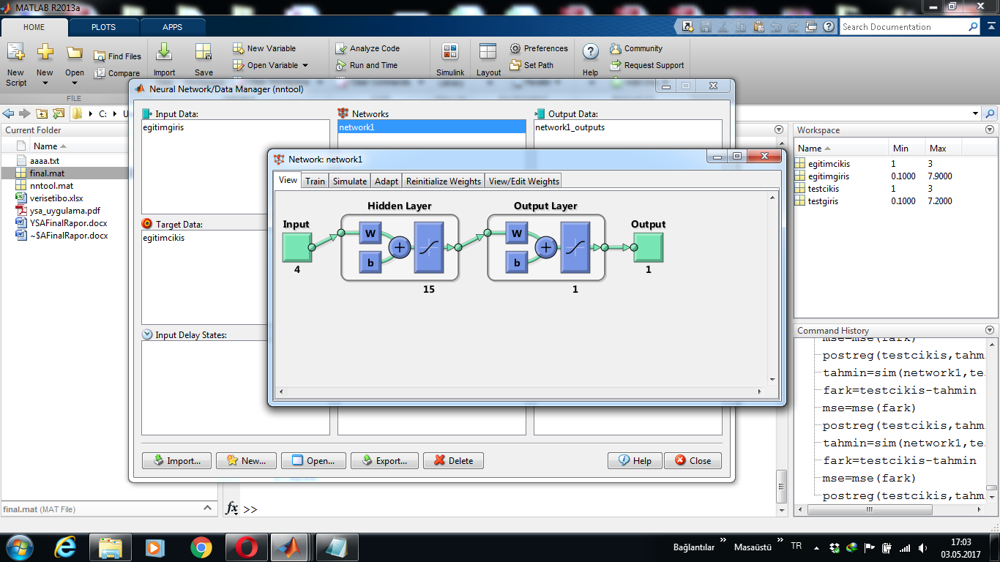 MATLAB R2013a
HOME
PLOTS
APPS
Search Documentation
New Script
New
Open
Find Files
Compare
Import
Save
New Variable
Open Variable
Analyze Code
Run and Time
Simulink
Layout
Preferences
Set Path
Help
Community
Request Support
FILE
C:
U
Current Folder
Name
aaaa.txt
final.mat
nntool.mat
verisetibo.xlsx
ysa_uygulama.pdf
YSAFinalRapor.docx
~$AFinalRapor.docx
final.mat (MAT File)
Neural Network/Data Manager (nntool)
Input Data:
egitimgiris
Networks
network1
Output Data:
network1_outputs
Target Data:
egitimcikis
Input Delay States:
Import...
New...
Open...
Export...
Delete
Help
Close
Network: network1
View
Train
Simulate
Adapt
Reinitialize Weights
View/Edit Weights
Hidden Layer
Output Layer
Input
Output
W
b
+
W
b
+
4
15
1
1
fx >>
Workspace
Name Min Max
egitimcikis 1 3
egitimgiris 0.1000 7.9000
testcikis 1 3
testgiris 0.1000 7.2000
Command History
mse=mse(fark)
postreg(testcikis,tahm
tahmin=sim(network1,te
fark=testcikis-tahmin
mse=mse(fark)
postreg(testcikis,tahm
tahmin=sim(network1,te
fark=testcikis-tahmin
mse=mse(fark)
postreg(testcikis,tahm
Bağlantılar
Masaüstü
TR
17:03
03.05.2017